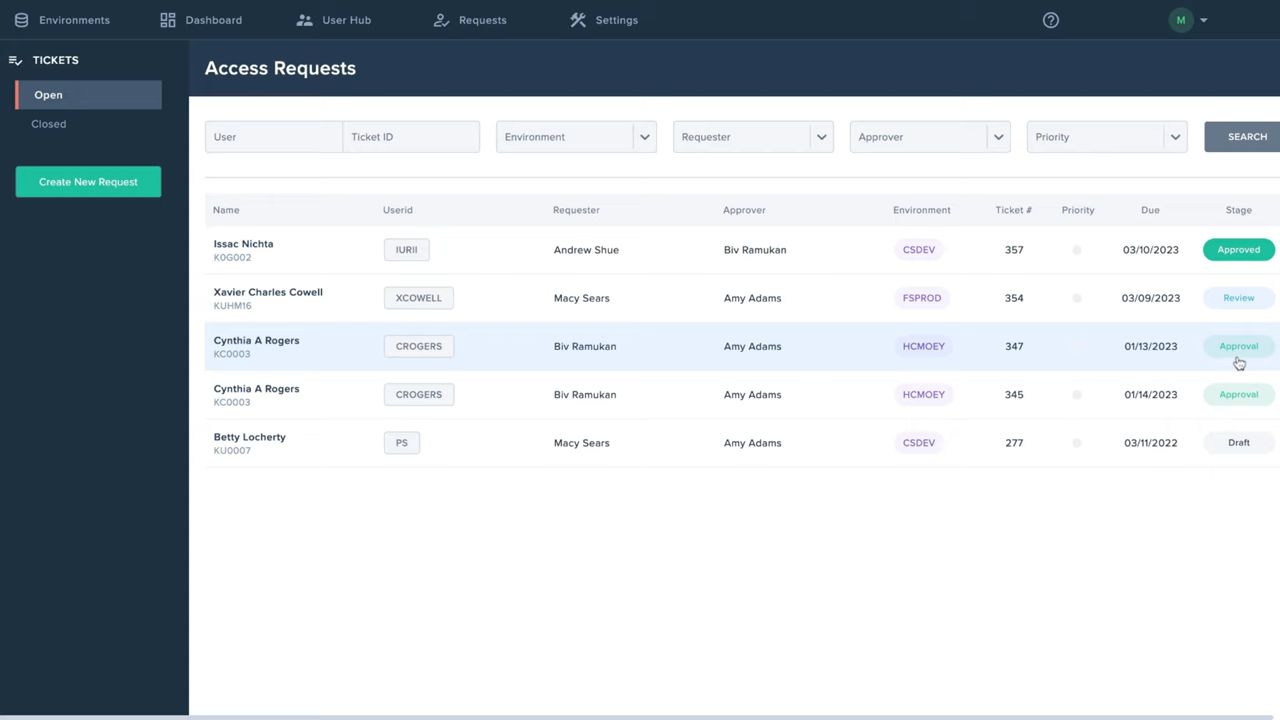 Environments Dashboard User Hub Requests Settings ? M
TICKETS
Open
Closed
Create New Request
Access Requests
User Ticket ID Environment Requester Approver Priority SEARCH
Name Userid Requester Approver Environment Ticket # Priority Due Stage
Issac Nichta
K0G002
IURII Andrew Shue Biv Ramukan CSDEV 357 03/10/2023 Approved
Xavier Charles Cowell
KUHM16
XCOWELL Macy Sears Amy Adams FSPROD 354 03/09/2023 Review
Cynthia A Rogers
KC0003
CROGERS Biv Ramukan Amy Adams HCMOEY 347 01/13/2023 Approval
Cynthia A Rogers
KC0003
CROGERS Biv Ramukan Amy Adams HCMOEY 345 01/14/2023 Approval
Betty Locherty
KU0007
PS Macy Sears Amy Adams CSDEV 277 03/11/2022 Draft